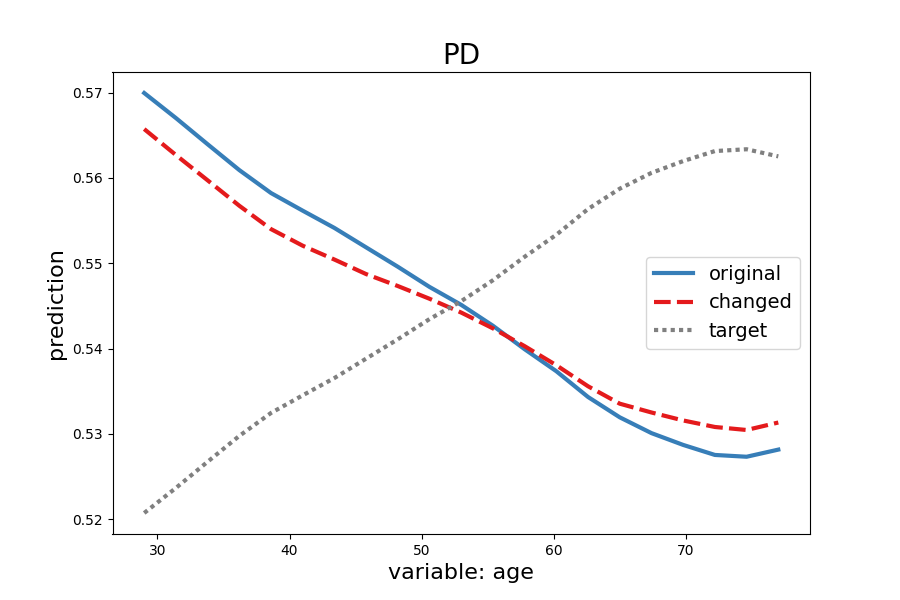 PD
prediction
0.57
0.56
0.55
0.54
0.53
0.52
original
changed
target
30 40 50 60 70
variable: age